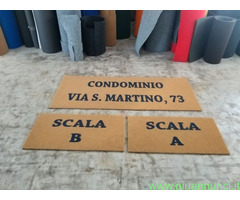 CONDOMINIO
VIA S. MARTINO, 73
SCALA
B
SCALA
A